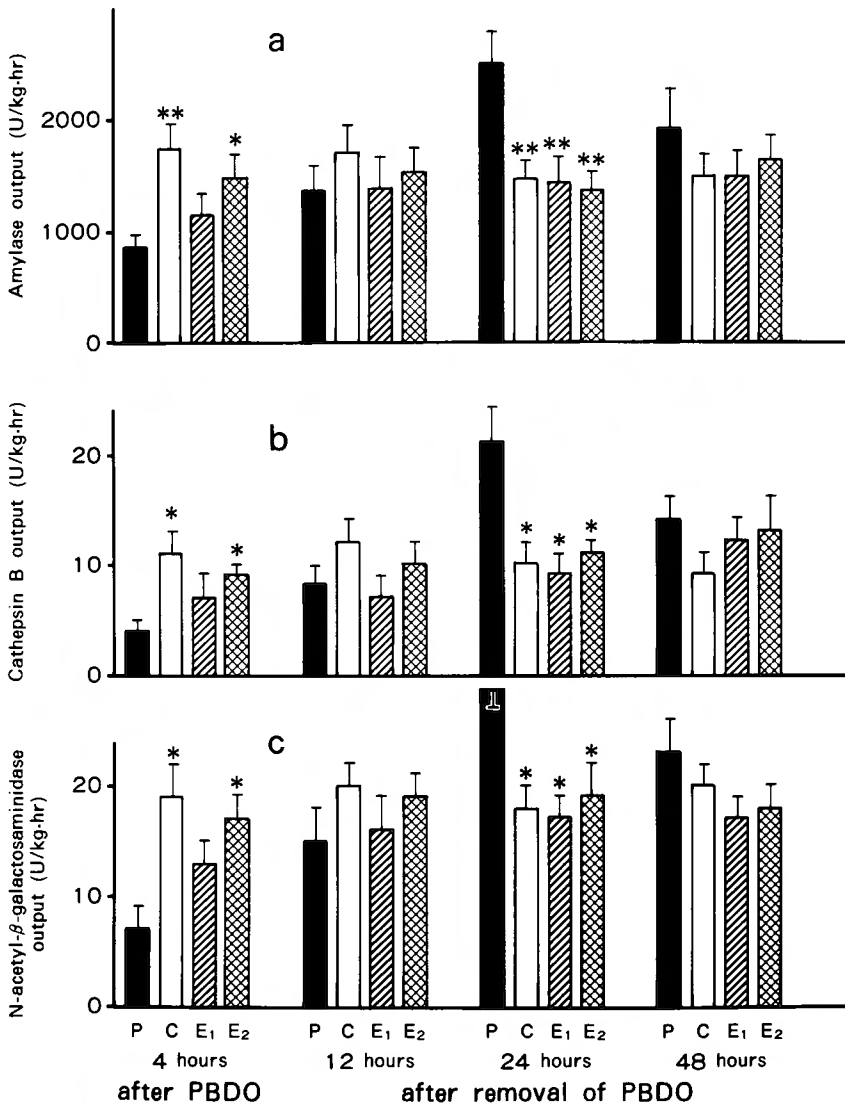 a
Amylase output (U/kg·hr)
2000
1000
0
** *
** ** **
b
Cathepsin B output (U/kg·hr)
20
10
0
* *
* * *
c
N-acetyl-β-galactosaminidase
output (U/kg·hr)
20
10
0
* *
* * *
P C E₁ E₂ P C E₁ E₂ P C E₁ E₂ P C E₁ E₂
4 hours 12 hours 24 hours 48 hours
after PBDO after removal of PBDO